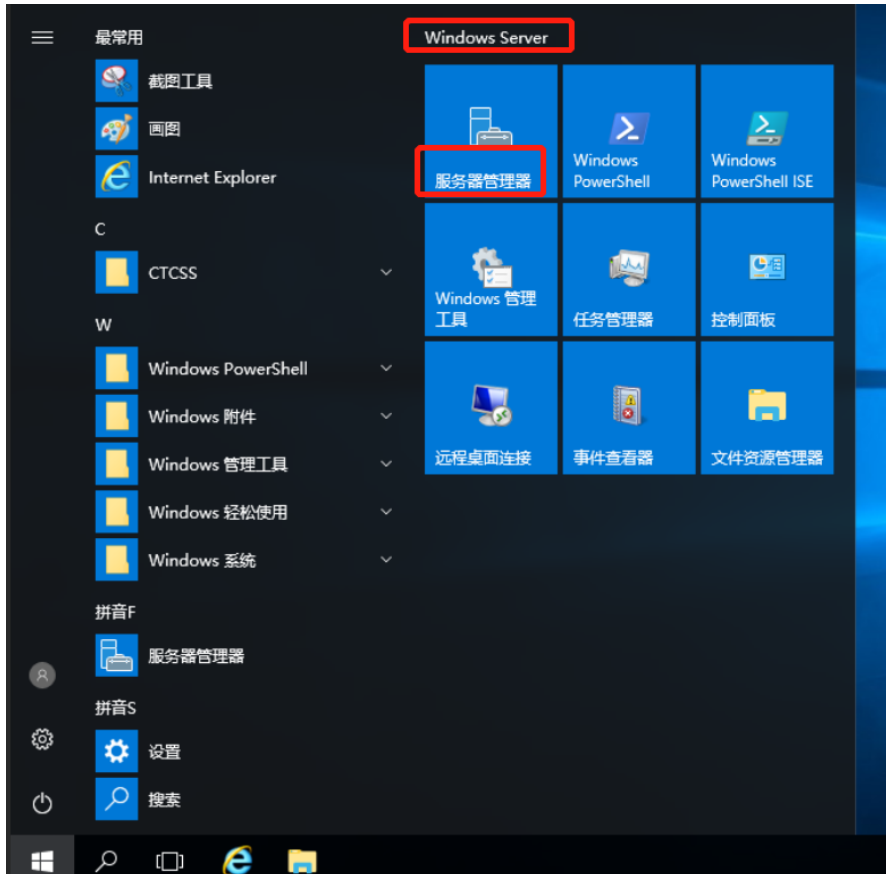 最常用
截图工具
画图
Internet Explorer
C
CTCSS
W
Windows PowerShell
Windows 附件
Windows 管理工具
Windows 轻松使用
Windows 系统
拼音F
服务器管理器
拼音S
设置
搜索
Windows Server
服务器管理器
Windows
PowerShell
Windows
PowerShell ISE
Windows 管理
工具
任务管理器
控制面板
远程桌面连接
事件查看器
文件资源管理器